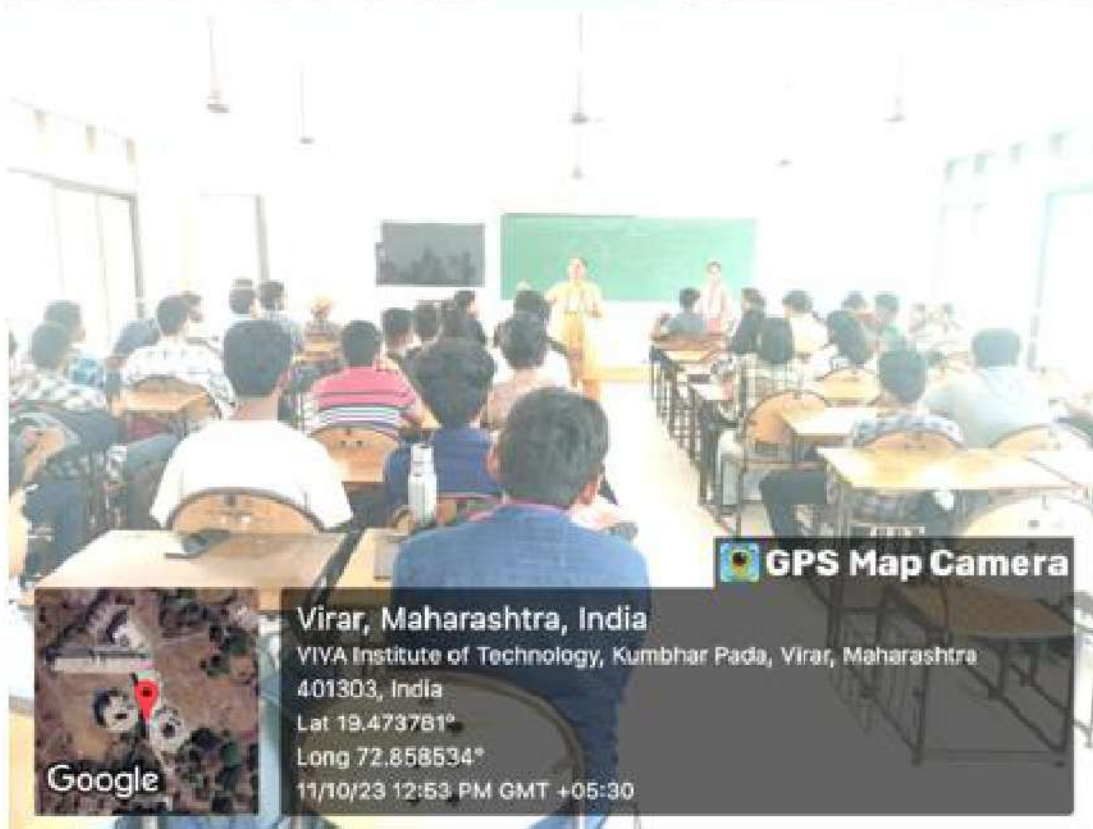 GPS Map Camera
Virar, Maharashtra, India
VIVA Institute of Technology, Kumbhar Pada, Virar, Maharashtra
401303, India
Lat 19.473781°
Long 72.858534°
11/10/23 12:53 PM GMT +05:30
Google